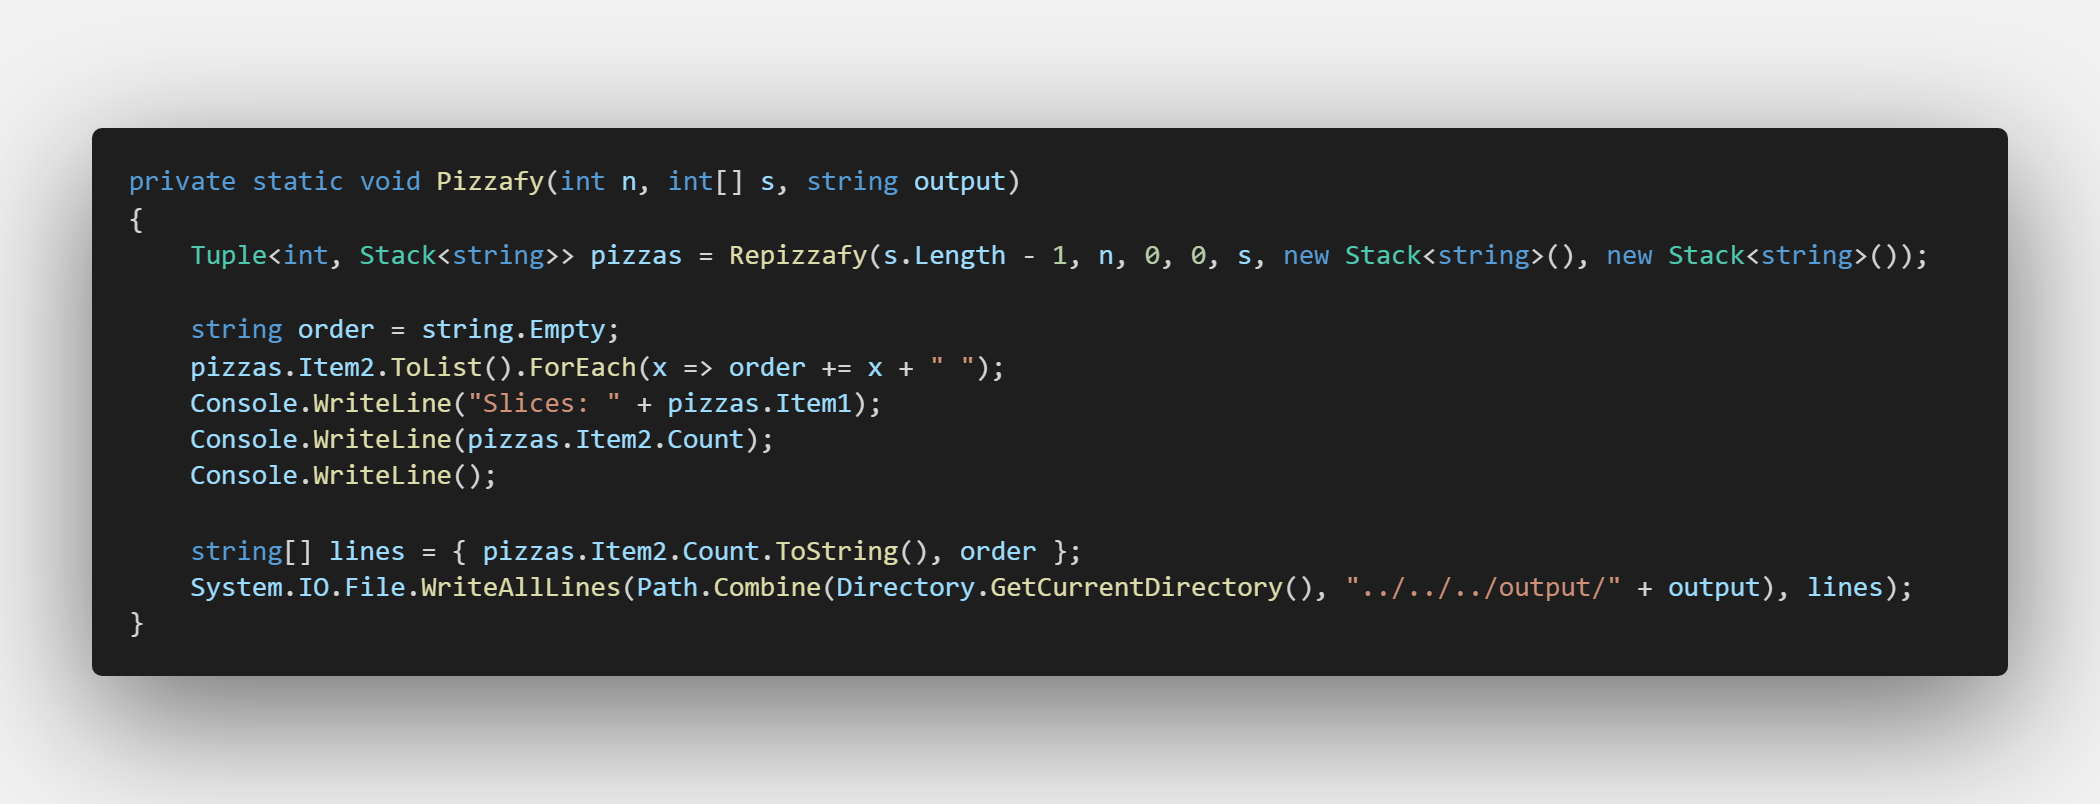 private static void Pizzafy(int n, int[] s, string output)
{
    Tuple<int, Stack<string>> pizzas = Repizzafy(s.Length - 1, n, 0, 0, s, new Stack<string>(), new Stack<string>());

    string order = string.Empty;
    pizzas.Item2.ToList().ForEach(x => order += x + " ");
    Console.WriteLine("Slices: " + pizzas.Item1);
    Console.WriteLine(pizzas.Item2.Count);
    Console.WriteLine();

    string[] lines = { pizzas.Item2.Count.ToString(), order };
    System.IO.File.WriteAllLines(Path.Combine(Directory.GetCurrentDirectory(), "../../../output/" + output), lines);
}